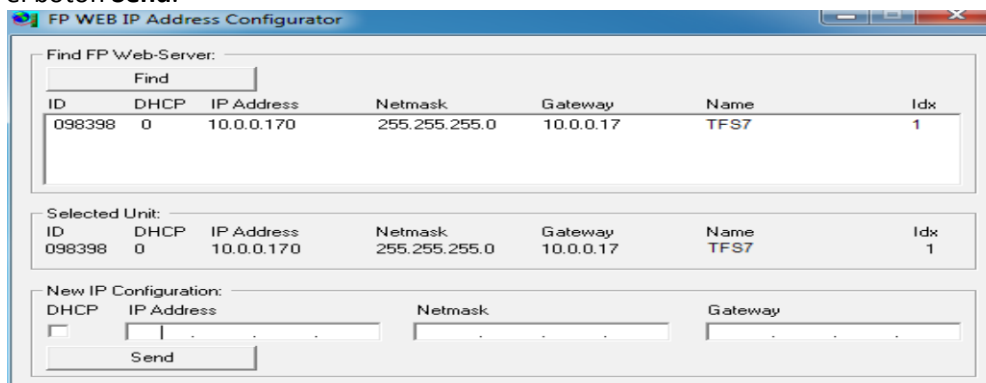 el botón Send.
FP WEB IP Address Configurator
Find FP Web-Server:
Find
ID DHCP IP Address Netmask Gateway Name Idx
098398 0 10.0.0.170 255.255.255.0 10.0.0.17 TFS7 1
Selected Unit:
ID DHCP IP Address Netmask Gateway Name Idx
098398 0 10.0.0.170 255.255.255.0 10.0.0.17 TFS7 1
New IP Configuration:
DHCP IP Address Netmask Gateway
. . . . . . . . .
Send